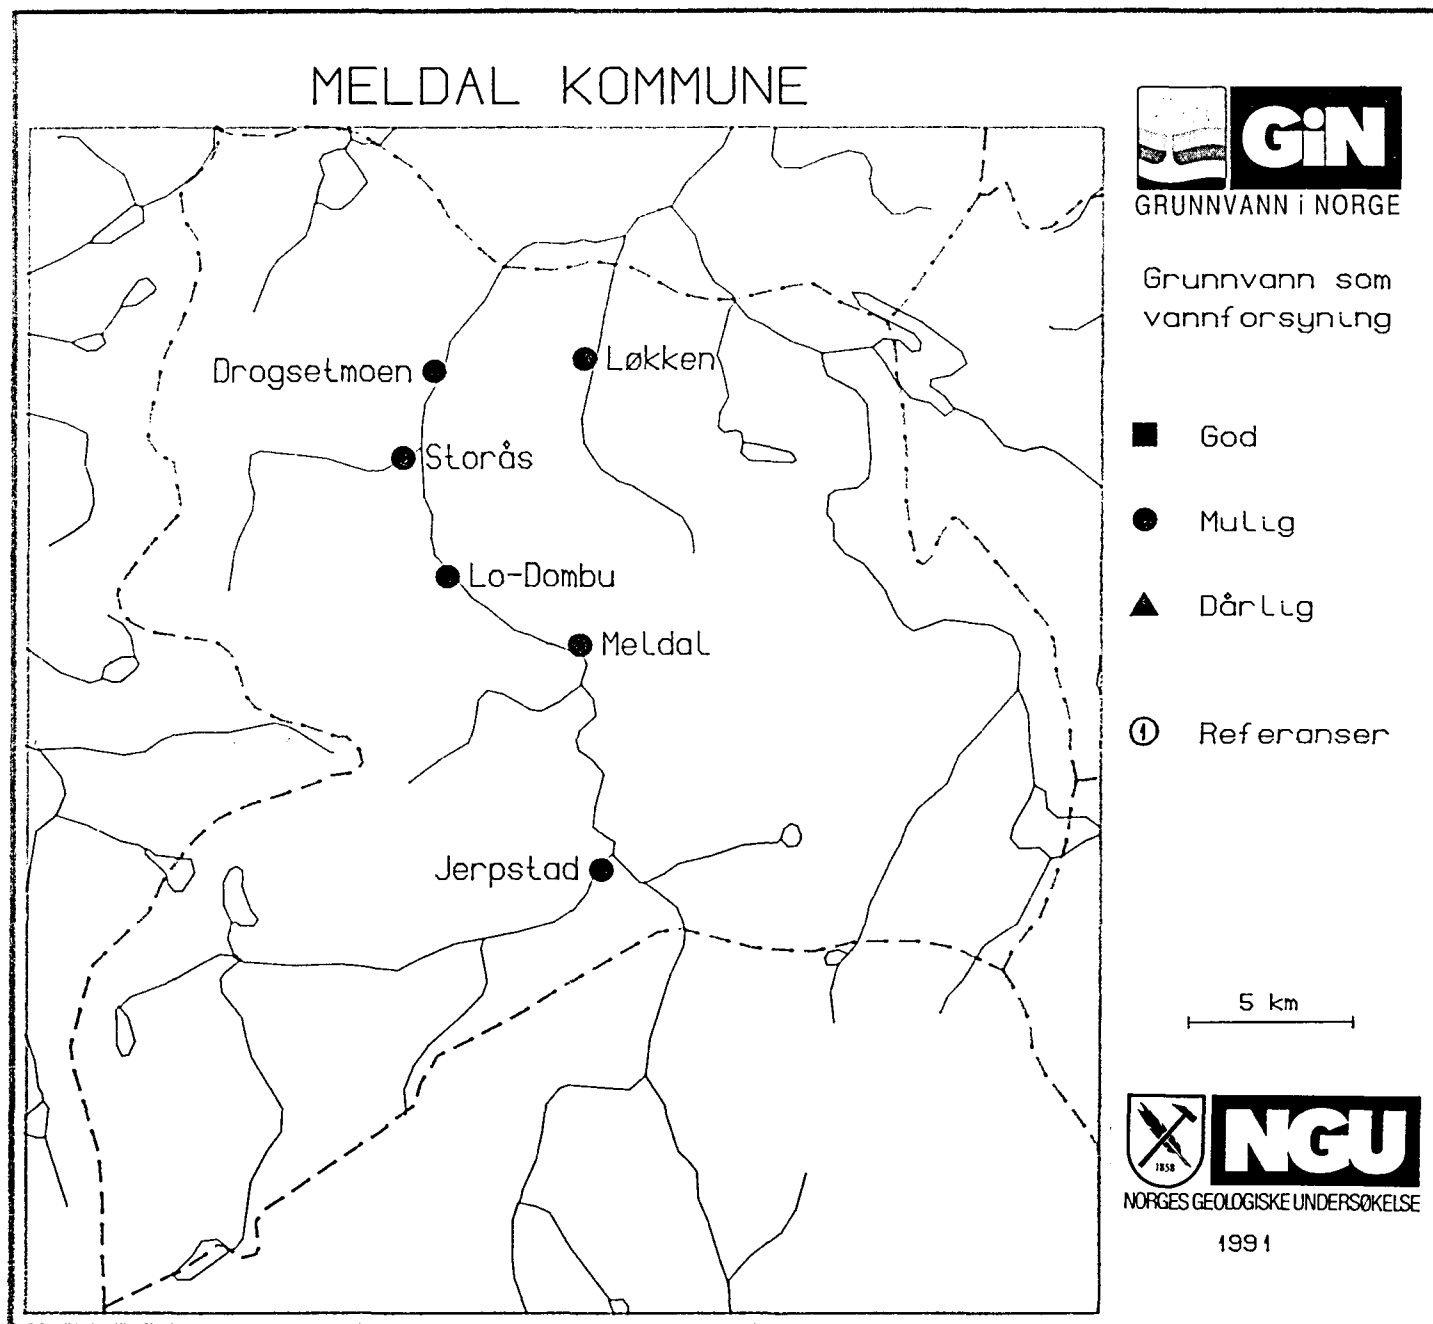 MELDAL KOMMUNE
GiN
GRUNNVANN i NORGE
Grunnvann som
vannforsyning
Drogsetmoen
Løkken
Storås
God
Mulig
Lo-Dombu
Dårlig
Meldal
1 Referanser
Jerpstad
5 km
1858
NGU
NORGES GEOLOGISKE UNDERSØKELSE
1991